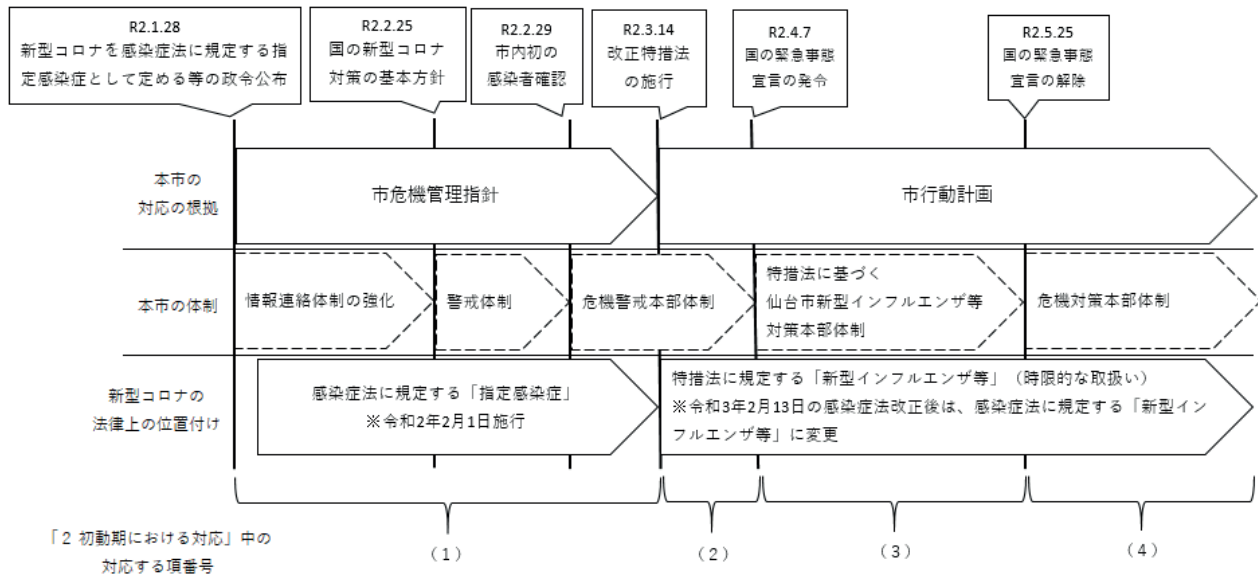 R2.1.28
新型コロナを感染症法に規定する指
定感染症として定める等の政令公布
R2.2.25
国の新型コロナ
対策の基本方針
R2.2.29
市内初の
感染者確認
R2.3.14
改正特措法
の施行
R2.4.7
国の緊急事態
宣言の発令
R2.5.25
国の緊急事態
宣言の解除
本市の
対応の根拠
市危機管理指針
市行動計画
本市の体制
情報連絡体制の強化
警戒体制
危機警戒本部体制
特措法に基づく
仙台市新型インフルエンザ等
対策本部体制
危機対策本部体制
新型コロナの
法律上の位置付け
感染症法に規定する「指定感染症」
※令和2年2月1日施行
特措法に規定する「新型インフルエンザ等」（時限的な取扱い）
※令和3年2月13日の感染症法改正後は、感染症法に規定する「新型イン
フルエンザ等」に変更
「２ 初動期における対応」中の
対応する項番号
（１）
（２）
（３）
（４）